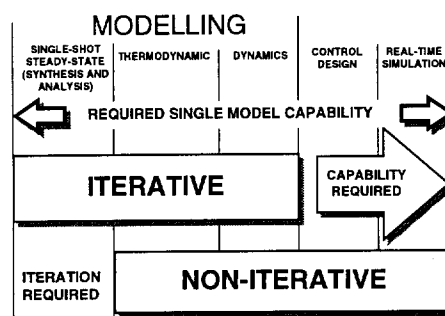 MODELLING
SINGLE-SHOT
STEADY-STATE
(SYNTHESIS AND
ANALYSIS)
THERMODYNAMIC
DYNAMICS
CONTROL
DESIGN
REAL-TIME
SIMULATION
REQUIRED SINGLE MODEL CAPABILITY
ITERATIVE
CAPABILITY
REQUIRED
ITERATION
REQUIRED
NON-ITERATIVE